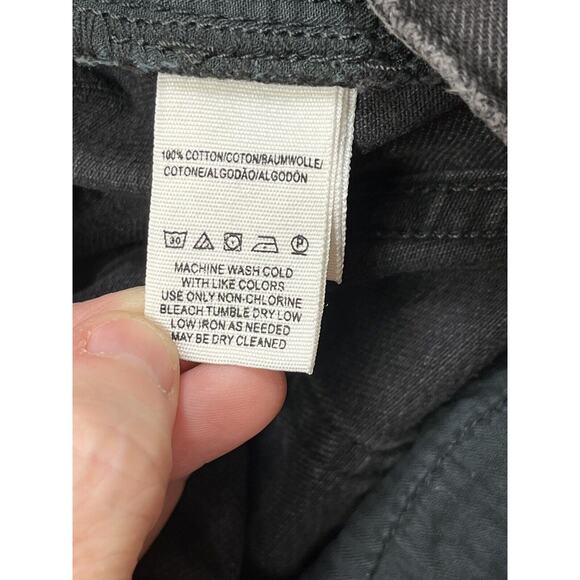 100% COTTON/COTON/BAUMWOLLE/
COTONE/ALGODÃO/ALGODÓN
30 P
MACHINE WASH COLD
WITH LIKE COLORS
USE ONLY NON-CHLORINE
BLEACH TUMBLE DRY LOW
LOW IRON AS NEEDED
MAY BE DRY CLEANED